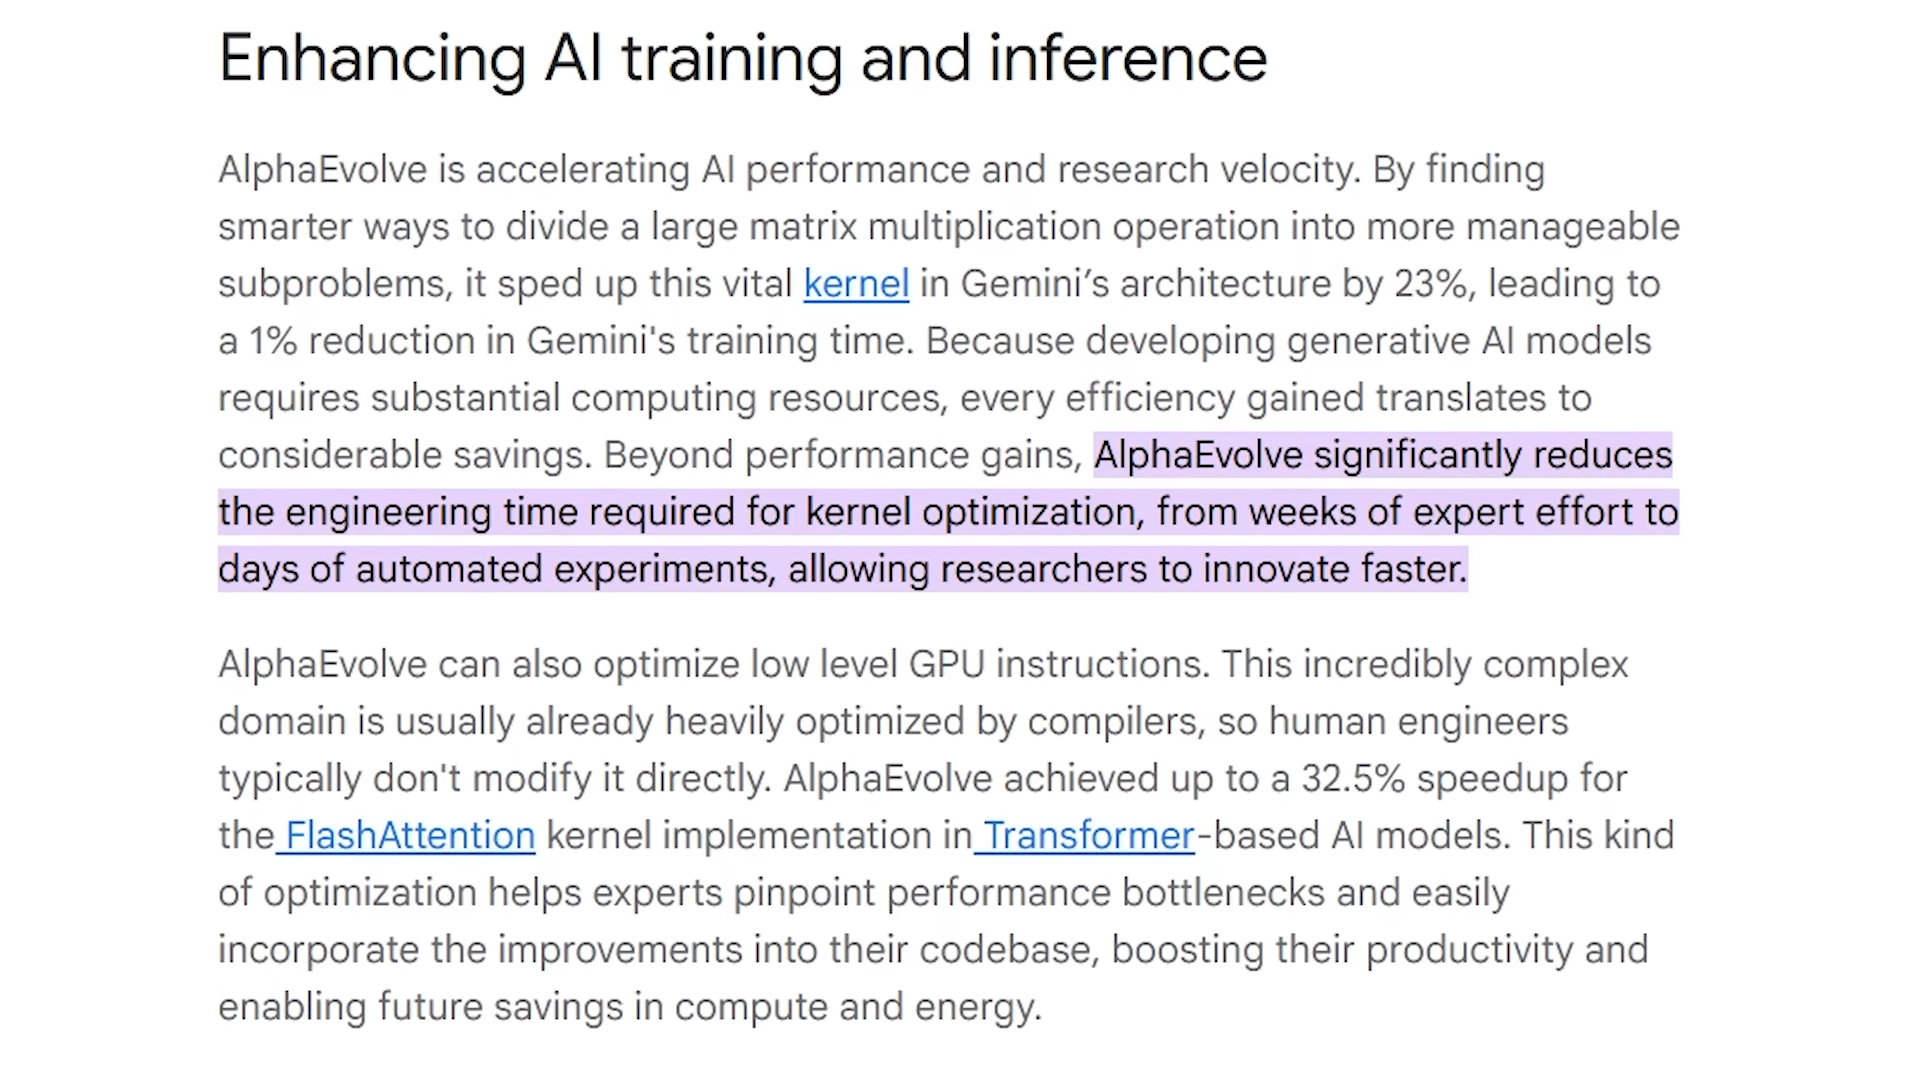 Enhancing AI training and inference
AlphaEvolve is accelerating AI performance and research velocity. By finding
smarter ways to divide a large matrix multiplication operation into more manageable
subproblems, it sped up this vital kernel in Gemini’s architecture by 23%, leading to
a 1% reduction in Gemini's training time. Because developing generative AI models
requires substantial computing resources, every efficiency gained translates to
considerable savings. Beyond performance gains, AlphaEvolve significantly reduces
the engineering time required for kernel optimization, from weeks of expert effort to
days of automated experiments, allowing researchers to innovate faster.
AlphaEvolve can also optimize low level GPU instructions. This incredibly complex
domain is usually already heavily optimized by compilers, so human engineers
typically don't modify it directly. AlphaEvolve achieved up to a 32.5% speedup for
the FlashAttention kernel implementation in Transformer-based AI models. This kind
of optimization helps experts pinpoint performance bottlenecks and easily
incorporate the improvements into their codebase, boosting their productivity and
enabling future savings in compute and energy.